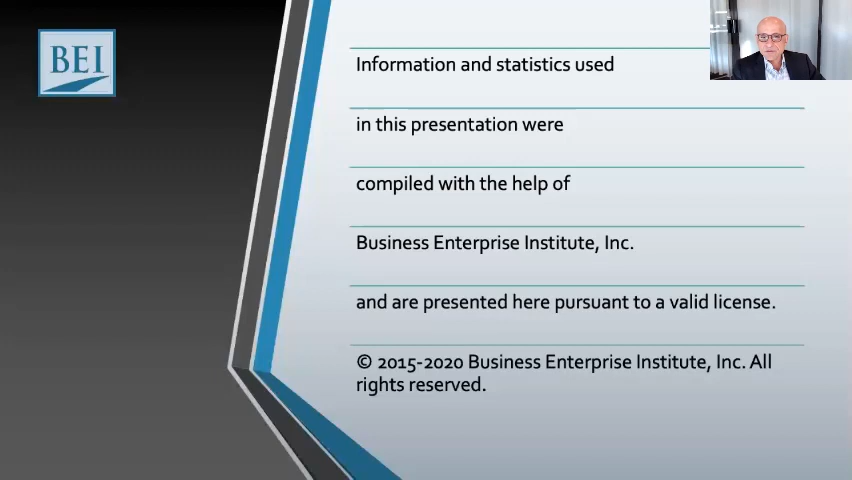 BEI
Information and statistics used
in this presentation were
compiled with the help of
Business Enterprise Institute, Inc.
and are presented here pursuant to a valid license.
© 2015-2020 Business Enterprise Institute, Inc. All
rights reserved.